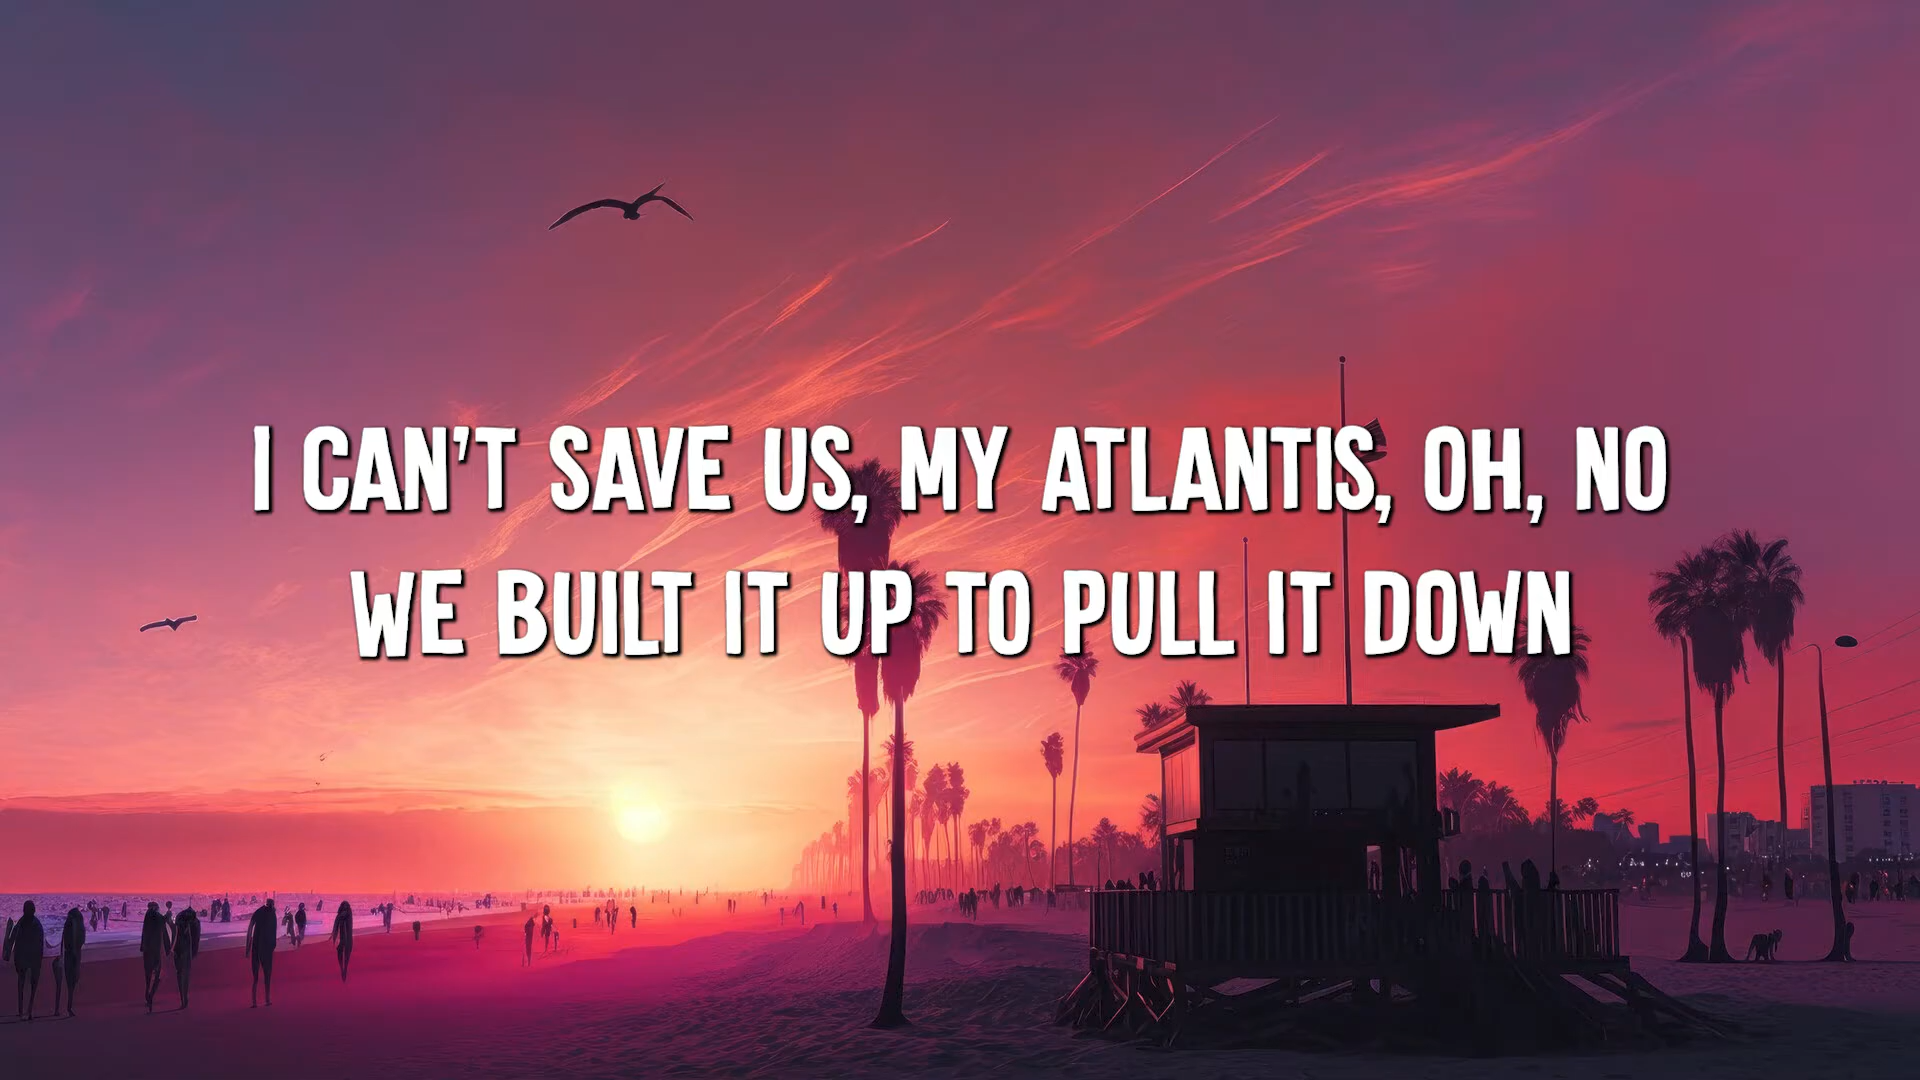 I CAN'T SAVE US, MY ATLANTIS, OH, NO
WE BUILT IT UP TO PULL IT DOWN